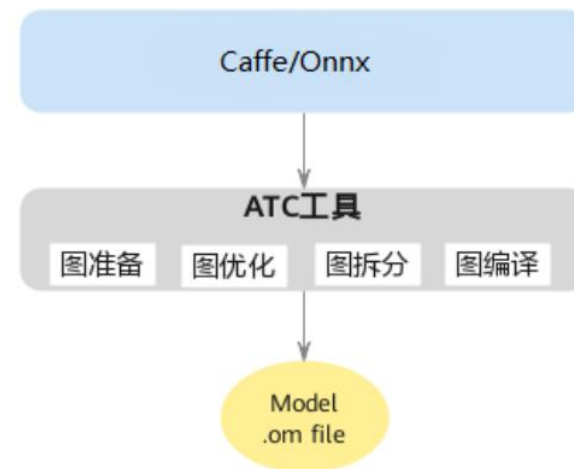 Caffe/Onnx
ATC工具
图准备 图优化 图拆分 图编译
Model
.om file